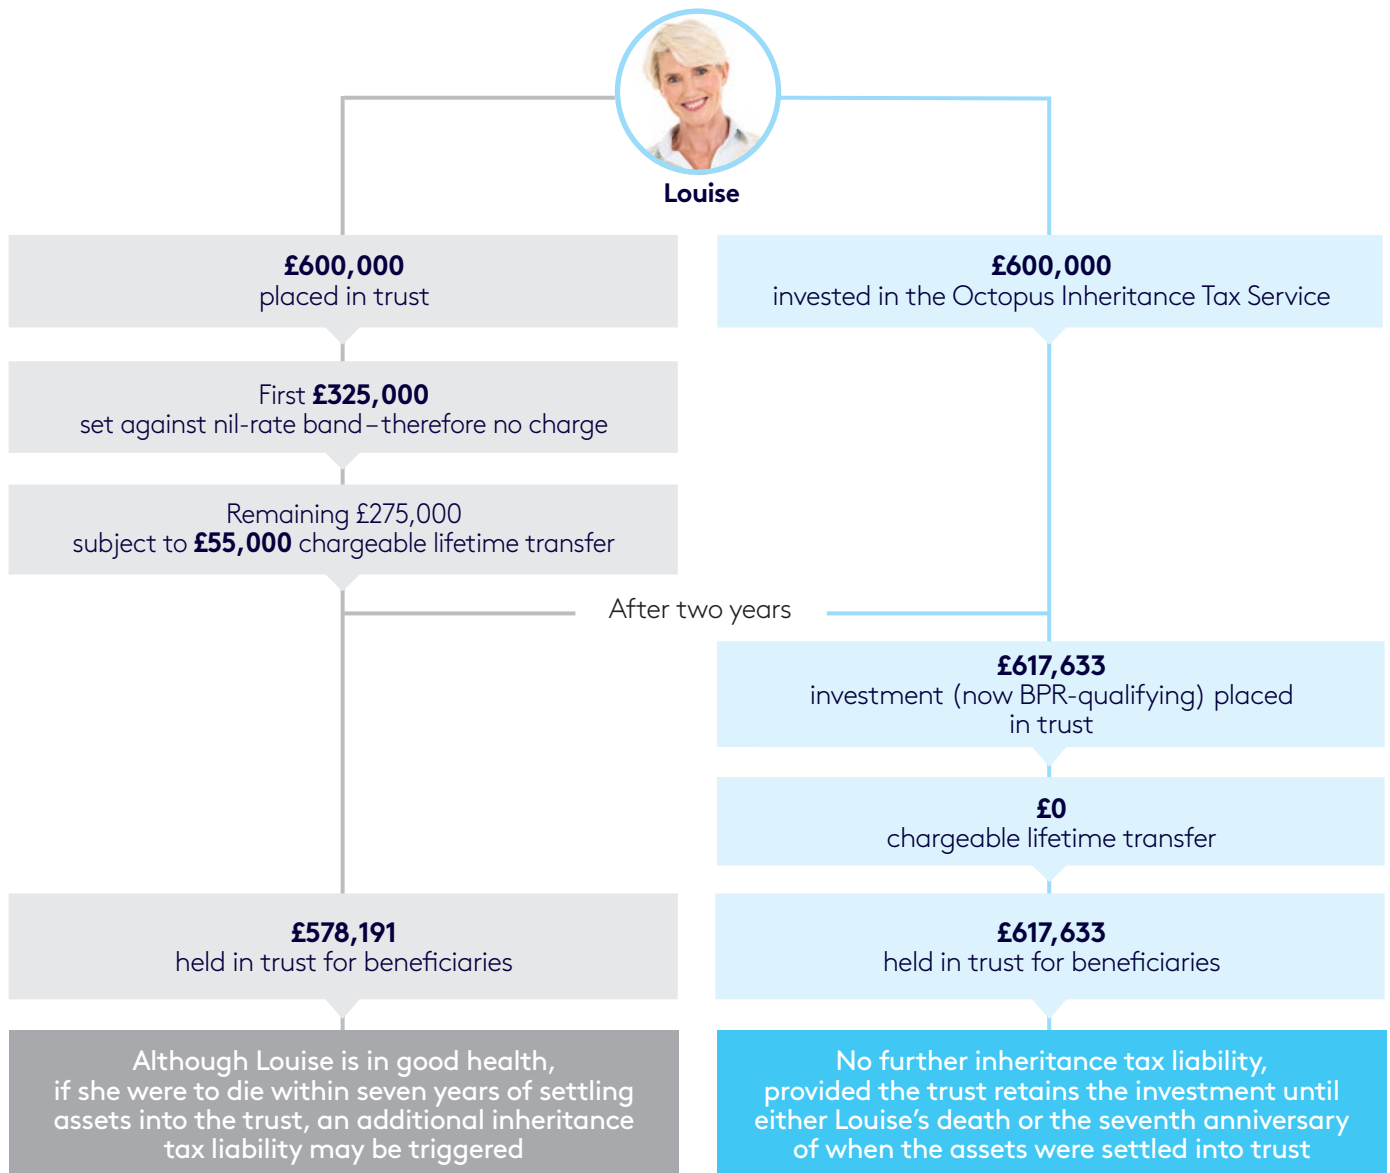 Louise
£600,000
placed in trust
£600,000
invested in the Octopus Inheritance Tax Service
First £325,000
set against nil-rate band – therefore no charge
Remaining £275,000
subject to £55,000 chargeable lifetime transfer
After two years
£617,633
investment (now BPR-qualifying) placed
in trust
£0
chargeable lifetime transfer
£578,191
held in trust for beneficiaries
£617,633
held in trust for beneficiaries
Although Louise is in good health,
if she were to die within seven years of settling
assets into the trust, an additional inheritance
tax liability may be triggered
No further inheritance tax liability,
provided the trust retains the investment until
either Louise’s death or the seventh anniversary
of when the assets were settled into trust